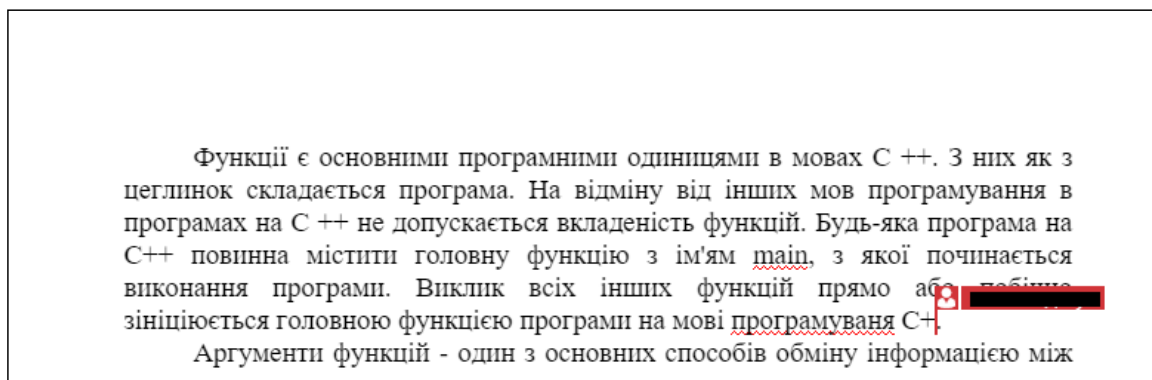 Функції є основними програмними одиницями в мовах С ++. З них як з
цеглинок складається програма. На відміну від інших мов програмування в
програмах на С ++ не допускається вкладеність функцій. Будь-яка програма на
С++ повинна містити головну функцію з ім'ям main, з якої починається
виконання програми. Виклик всіх інших функцій прямо або
зініціюється головною функцією програми на мові програмуваня С+.
Аргументи функцій - один з основних способів обміну інформацією між